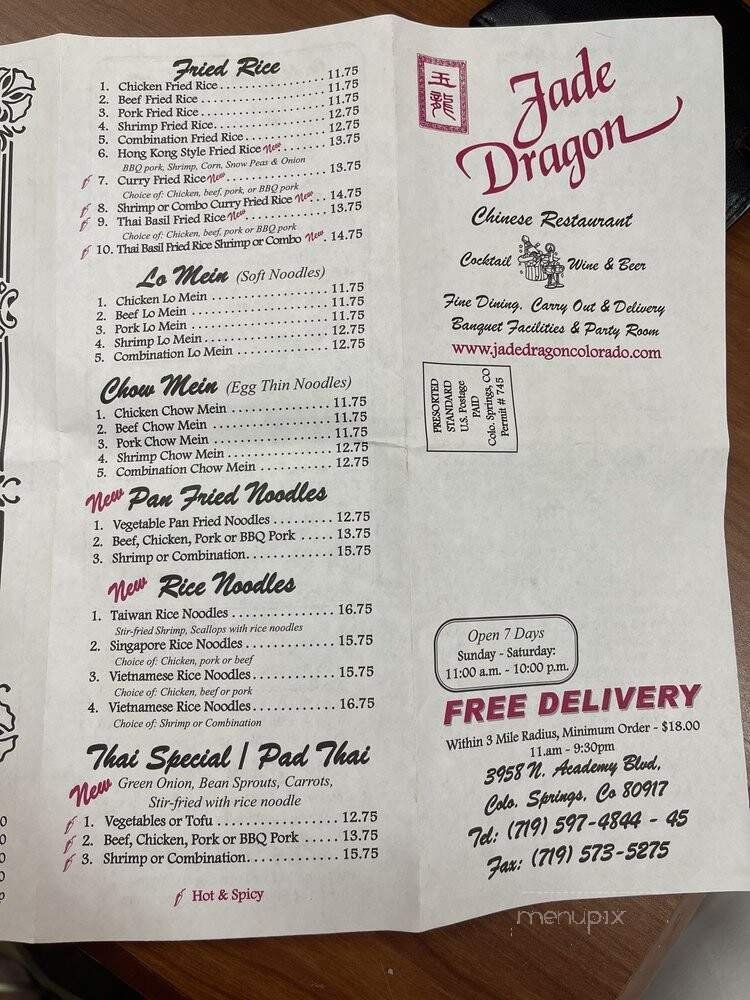 Fried Rice
1. Chicken Fried Rice 11.75
2. Beef Fried Rice 11.75
3. Pork Fried Rice 11.75
4. Shrimp Fried Rice 12.75
5. Combination Fried Rice 12.75
6. Hong Kong Style Fried Rice New 13.75
BBQ pork, Shrimp, Corn, Snow Peas & Onion
7. Curry Fried Rice New 13.75
Choice of: Chicken, beef, pork, or BBQ pork
8. Shrimp or Combo Curry Fried Rice New 14.75
9. Thai Basil Fried Rice New 13.75
Choice of: Chicken, beef, pork or BBQ pork
10. Thai Basil Fried Rice Shrimp or Combo New 14.75
Lo Mein (Soft Noodles)
1. Chicken Lo Mein 11.75
2. Beef Lo Mein 11.75
3. Pork Lo Mein 11.75
4. Shrimp Lo Mein 12.75
5. Combination Lo Mein 12.75
Chow Mein (Egg Thin Noodles)
1. Chicken Chow Mein 11.75
2. Beef Chow Mein 11.75
3. Pork Chow Mein 11.75
4. Shrimp Chow Mein 12.75
5. Combination Chow Mein 12.75
New Pan Fried Noodles
1. Vegetable Pan Fried Noodles 12.75
2. Beef, Chicken, Pork or BBQ Pork 13.75
3. Shrimp or Combination 15.75
New Rice Noodles
1. Taiwan Rice Noodles 16.75
Stir-fried Shrimp, Scallops with rice noodles
2. Singapore Rice Noodles 15.75
Choice of: Chicken, pork or beef
3. Vietnamese Rice Noodles 15.75
Choice of: Chicken, beef or pork
4. Vietnamese Rice Noodles 16.75
Choice of: Shrimp or Combination
Thai Special / Pad Thai
New Green Onion, Bean Sprouts, Carrots,
Stir-fried with rice noodle
1. Vegetables or Tofu 12.75
2. Beef, Chicken, Pork or BBQ Pork 13.75
3. Shrimp or Combination 15.75
Hot & Spicy
玉龍
Jade
Dragon
Chinese Restaurant
Cocktail Wine & Beer
Fine Dining, Carry Out & Delivery
Banquet Facilities & Party Room
www.jadedragoncolorado.com
PRESORTED
STANDARD
U.S. Postage
PAID
Colo. Springs, CO
Permit # 745
Open 7 Days
Sunday - Saturday:
11:00 a.m. - 10:00 p.m.
FREE DELIVERY
Within 3 Mile Radius, Minimum Order - $18.00
11.am - 9:30pm
3958 N. Academy Blvd,
Colo. Springs, Co 80917
Tel: (719) 597-4844 - 45
Fax: (719) 573-5275
menupix